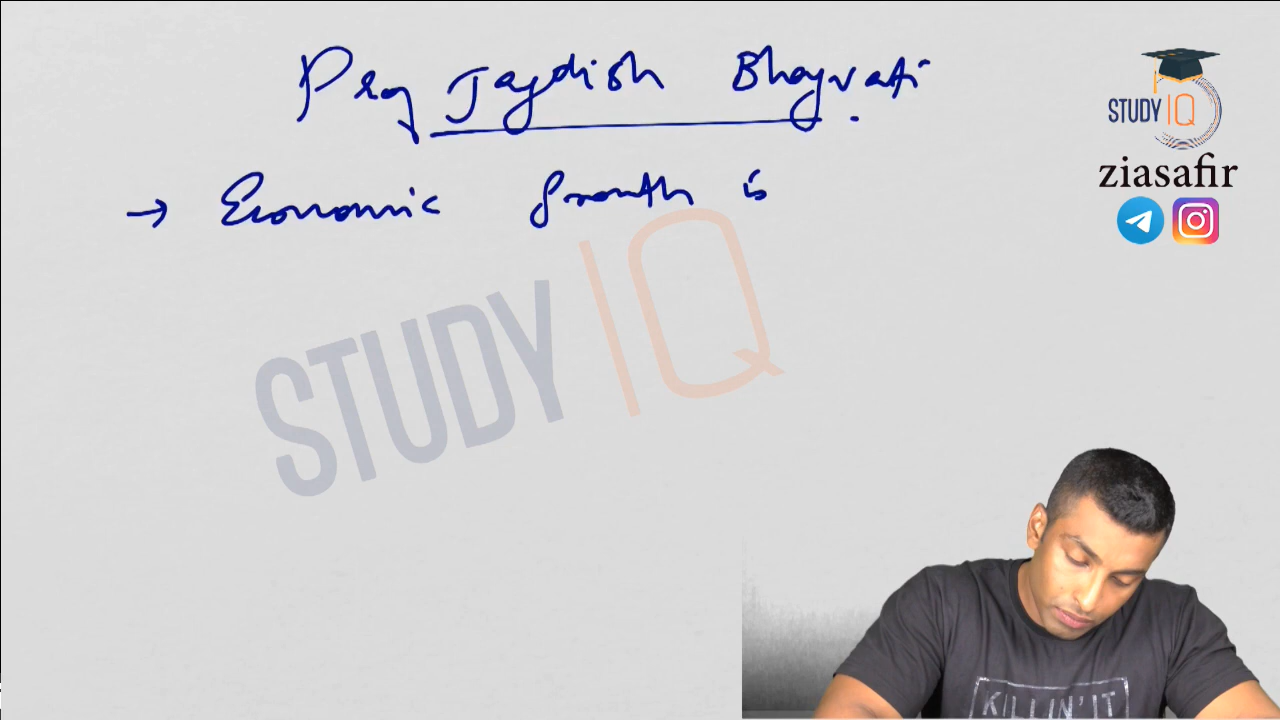 Prof Jagdish Bhagwati.
→ Economic Growth is
STUDY IQ
ziasafir
STUDY IQ
KILLIN' IT